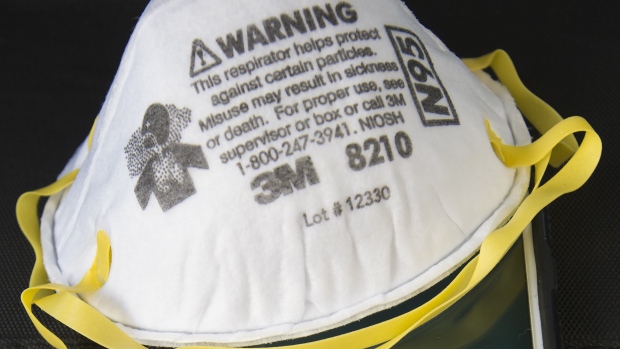 ⚠WARNING
This respirator helps protect
against certain particles.
Misuse may result in sickness
or death. For proper use, see
supervisor or box or call 3M
1-800-247-3941. NIOSH
N95
3M 8210
Lot # 12330